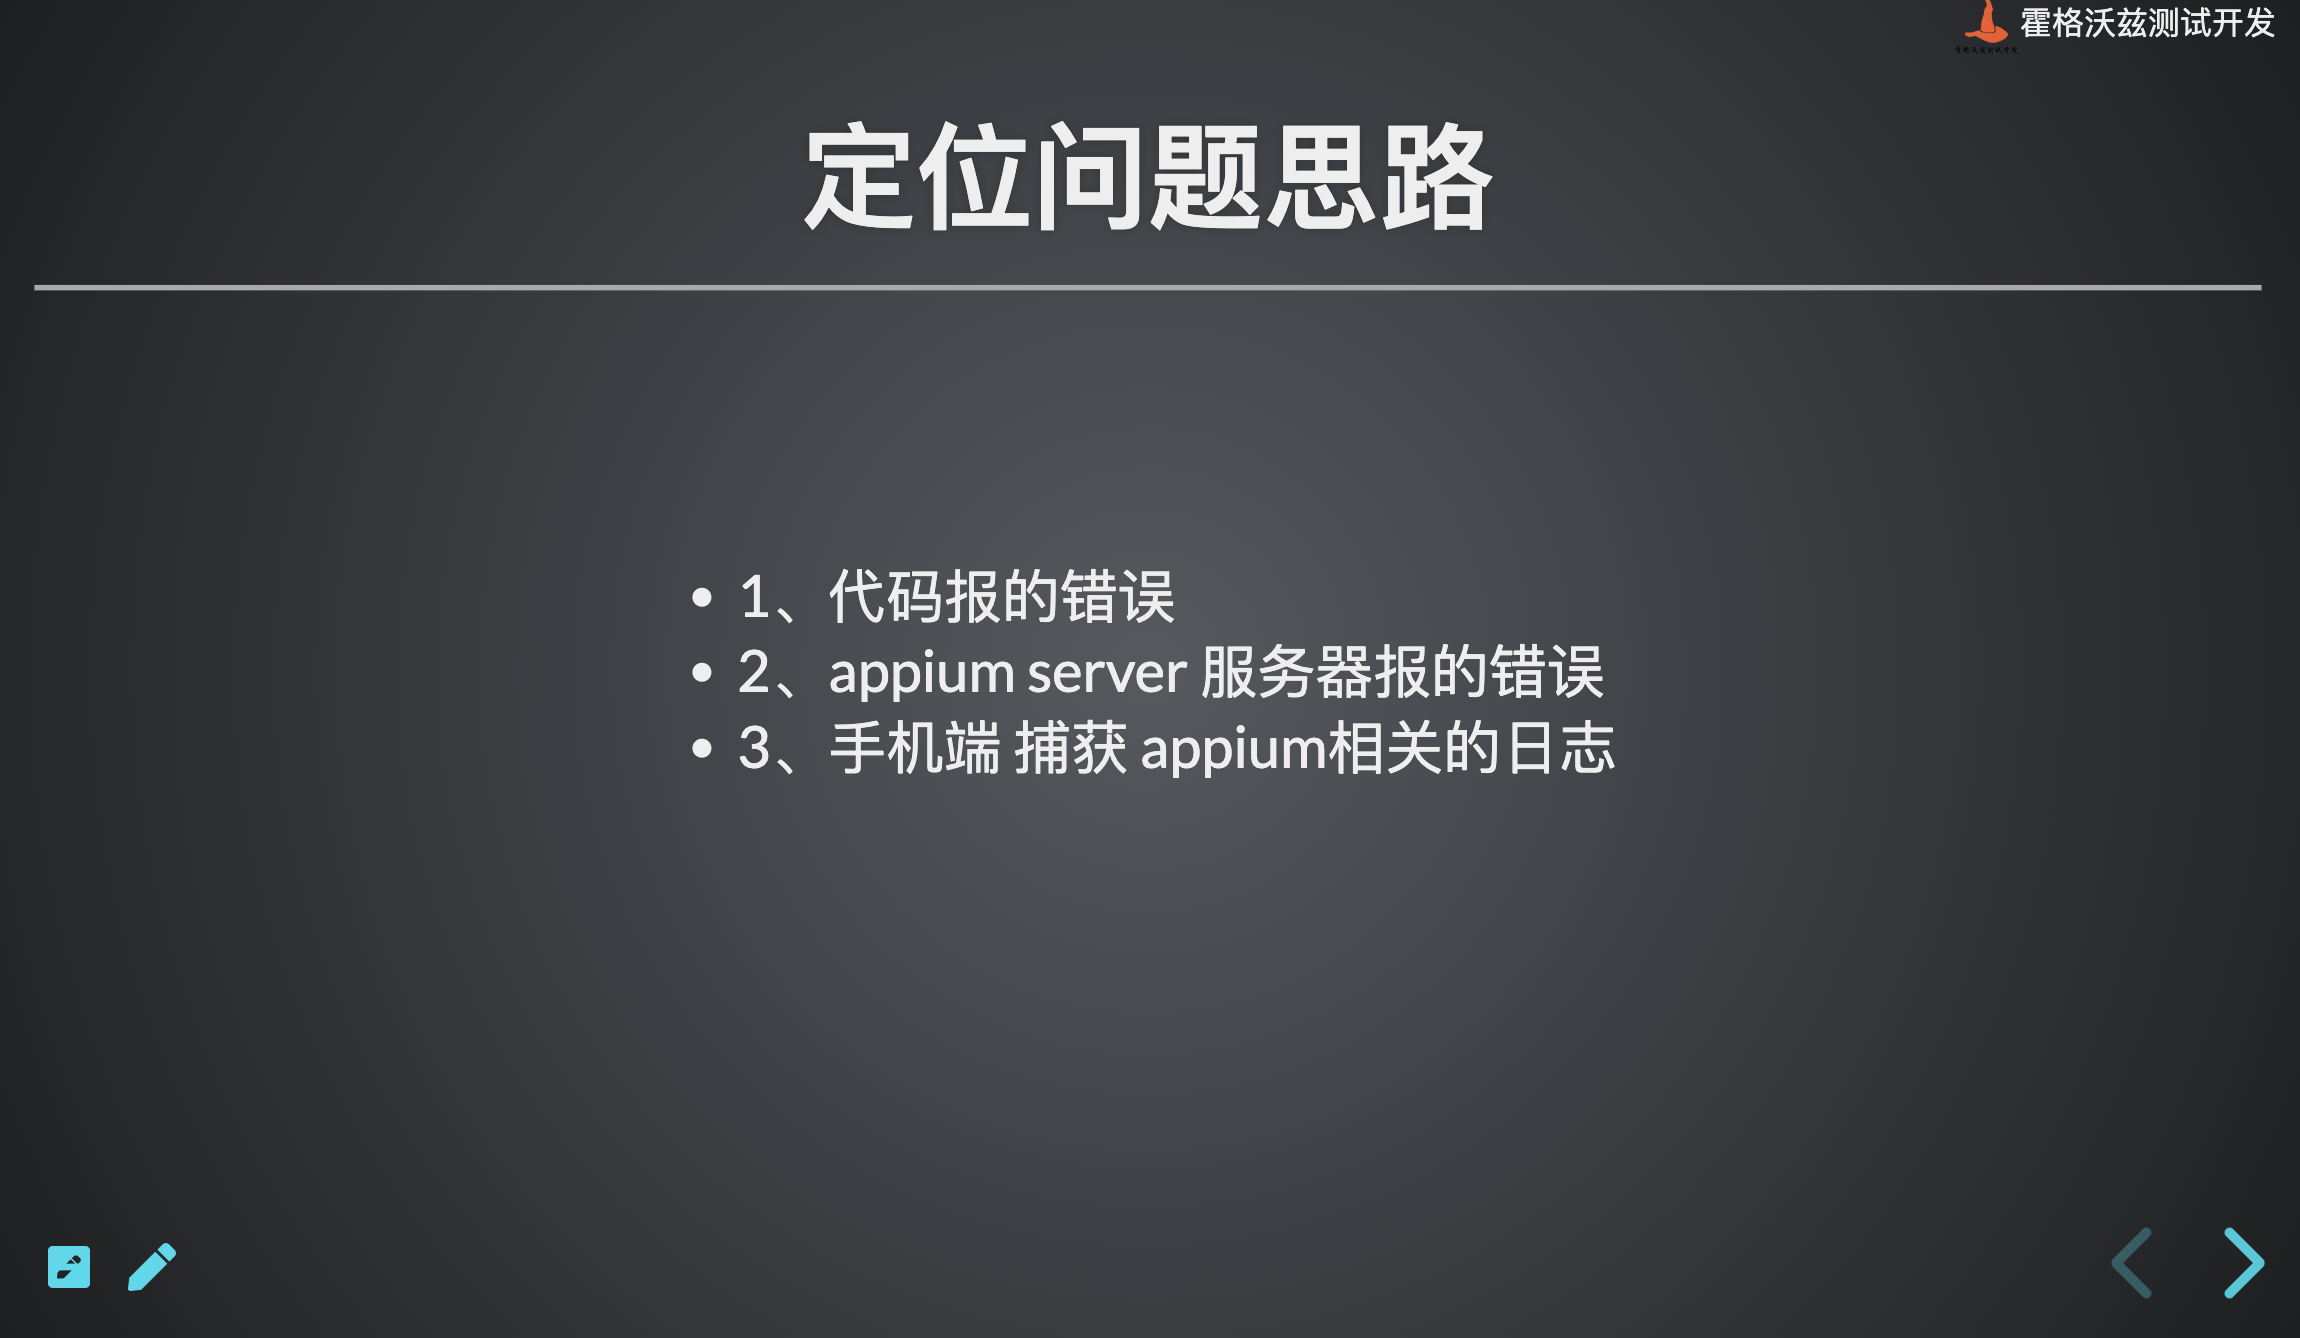 霍格沃兹测试开发
定位问题思路
• 1、代码报的错误
• 2、appium server 服务器报的错误
• 3、手机端 捕获 appium相关的日志